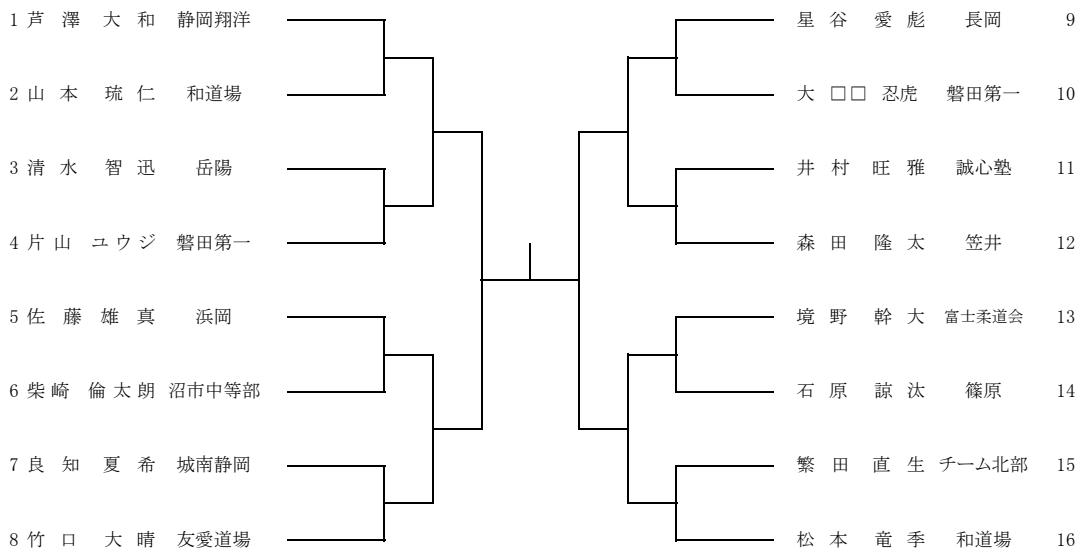 1 芦澤 大和 静岡翔洋
2 山本 琉仁 和道場
3 清水 智迅 岳陽
4 片山 ユウジ 磐田第一
5 佐藤 雄真 浜岡
6 柴崎 倫太朗 沼市中等部
7 良知 夏希 城南静岡
8 竹口 大晴 友愛道場
星谷 愛彪 長岡 9
大□□ 忍虎 磐田第一 10
井村 旺雅 誠心塾 11
森田 隆太 笠井 12
境野 幹大 富士柔道会 13
石原 諒汰 篠原 14
繁田 直生 チーム北部 15
松本 竜季 和道場 16